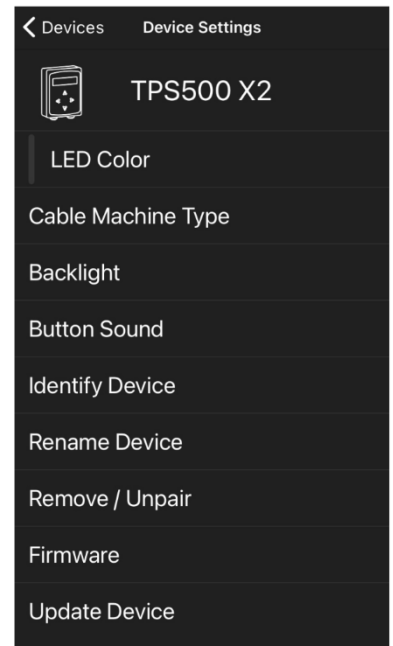 Devices
Device Settings
TPS500 X2
LED Color
Cable Machine Type
Backlight
Button Sound
Identify Device
Rename Device
Remove / Unpair
Firmware
Update Device